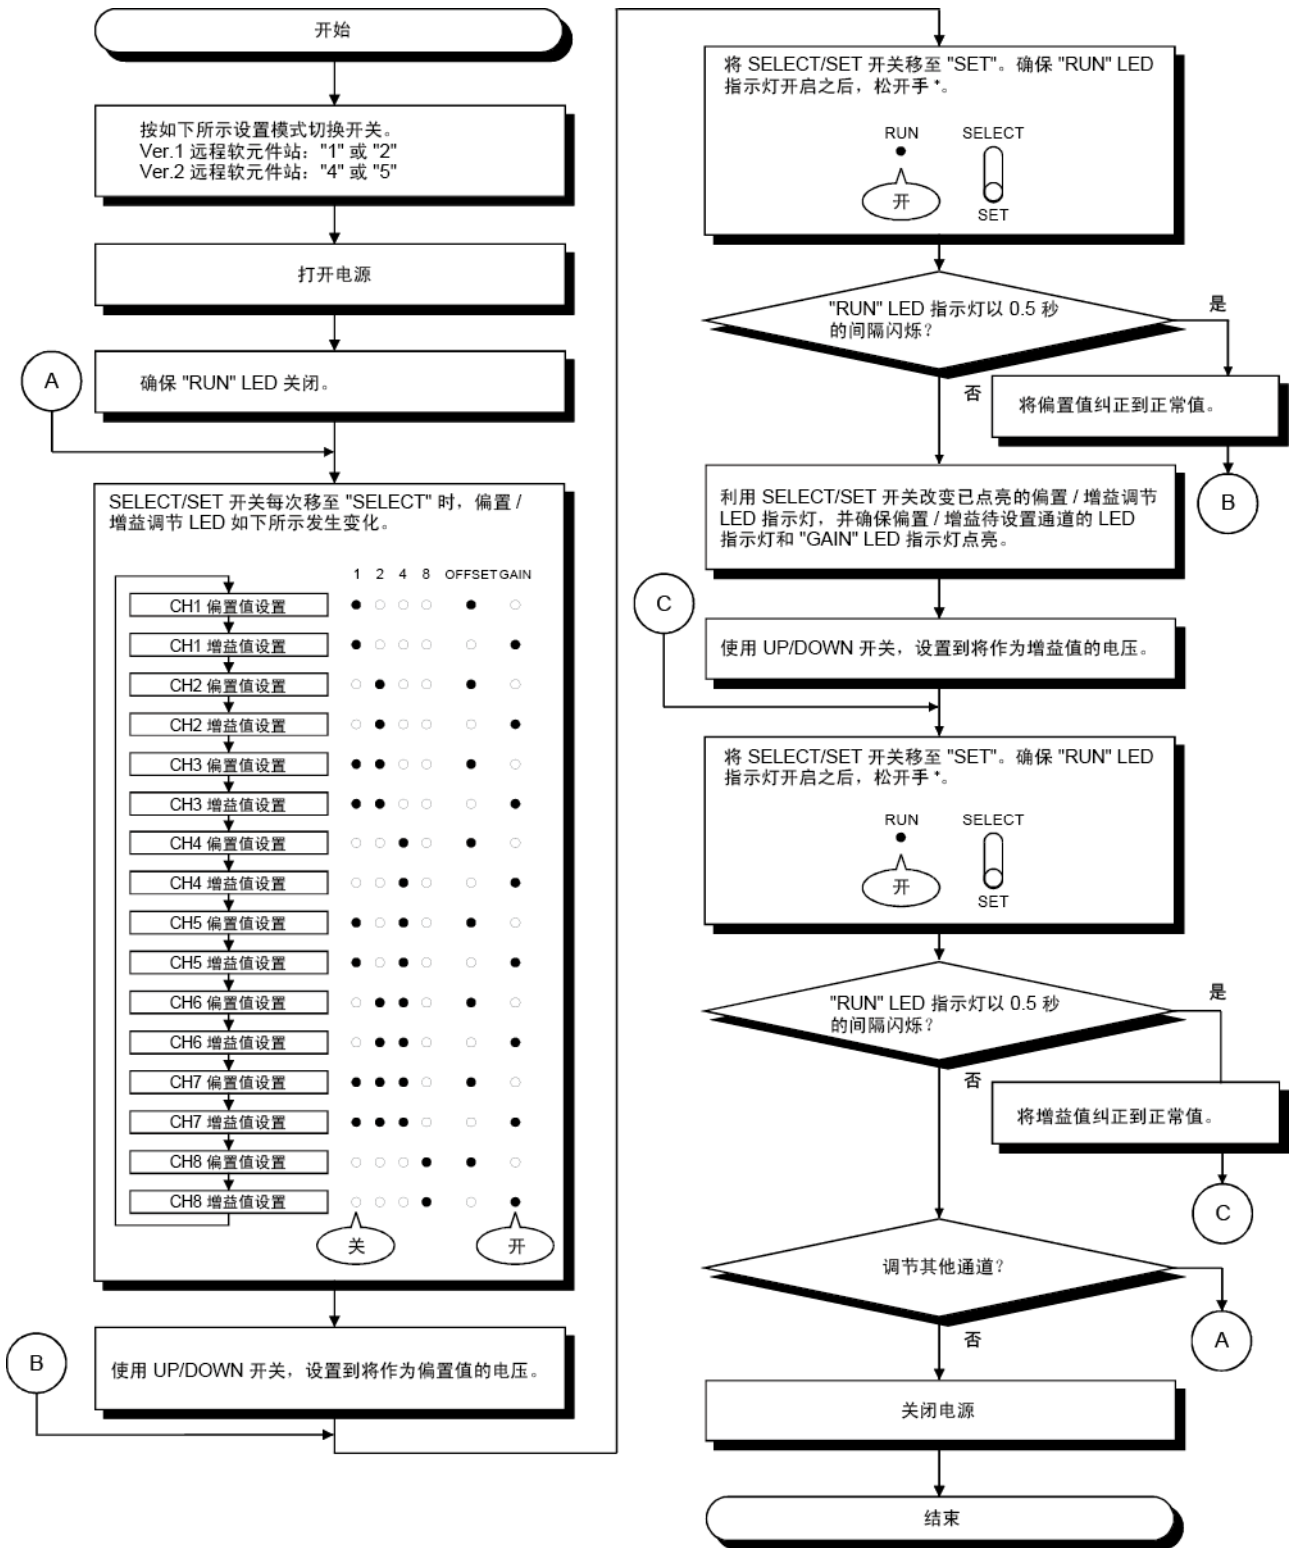 开始
按如下所示设置模式切换开关。
Ver.1 远程软元件站："1" 或 "2"
Ver.2 远程软元件站："4" 或 "5"
打开电源
A
确保 "RUN" LED 关闭。
SELECT/SET 开关每次移至 "SELECT" 时，偏置 /
增益调节 LED 如下所示发生变化。
1 2 4 8 OFFSET GAIN
CH1 偏置值设置
CH1 增益值设置
CH2 偏置值设置
CH2 增益值设置
CH3 偏置值设置
CH3 增益值设置
CH4 偏置值设置
CH4 增益值设置
CH5 偏置值设置
CH5 增益值设置
CH6 偏置值设置
CH6 增益值设置
CH7 偏置值设置
CH7 增益值设置
CH8 偏置值设置
CH8 增益值设置
关 开
B
使用 UP/DOWN 开关，设置到将作为偏置值的电压。
将 SELECT/SET 开关移至 "SET"。确保 "RUN" LED
指示灯开启之后，松开手 *。
RUN SELECT
开
SET
"RUN" LED 指示灯以 0.5 秒
的间隔闪烁？
是
否
将偏置值纠正到正常值。
B
利用 SELECT/SET 开关改变已点亮的偏置 / 增益调节
LED 指示灯，并确保偏置 / 增益待设置通道的 LED
指示灯和 "GAIN" LED 指示灯点亮。
C
使用 UP/DOWN 开关，设置到将作为增益值的电压。
将 SELECT/SET 开关移至 "SET"。确保 "RUN" LED
指示灯开启之后，松开手 *。
RUN SELECT
开
SET
"RUN" LED 指示灯以 0.5 秒
的间隔闪烁？
是
否
将增益值纠正到正常值。
C
调节其他通道？
A
否
关闭电源
结束